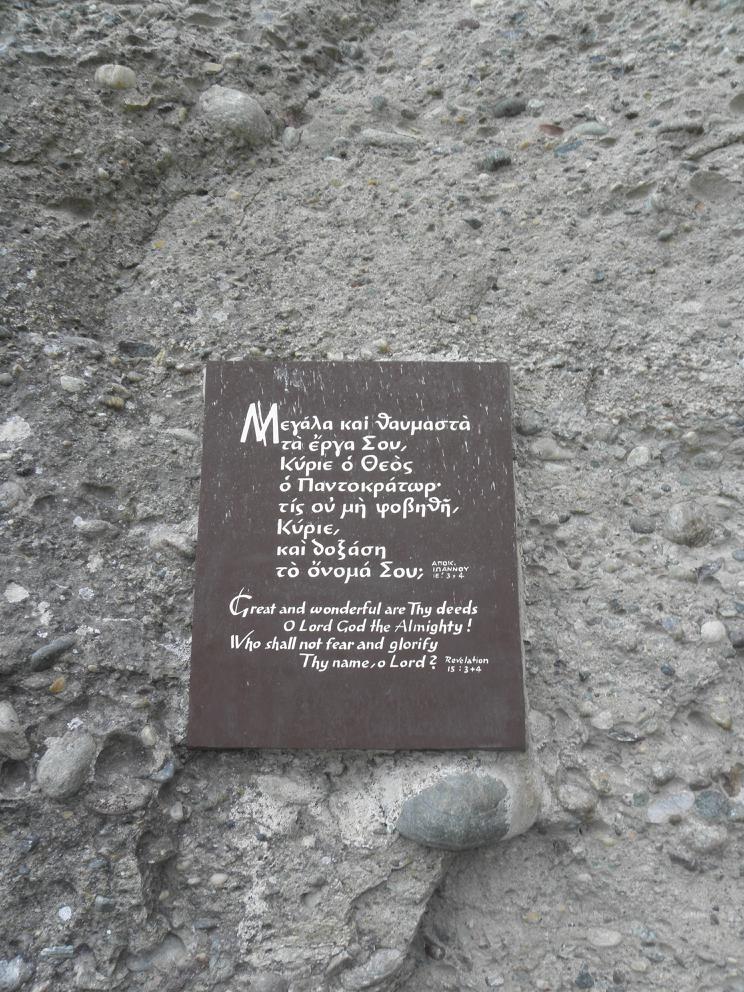 Μεγάλα καὶ θαυμαστὰ
τὰ ἔργα Σου,
Κύριε ὁ Θεὸς
ὁ Παντοκράτωρ·
τίς οὐ μὴ φοβηθῆ,
Κύριε,
καὶ δοξάση
τὸ ὄνομά Σου;
ΑΠΟΚ.
ΙΩΑΝΝΟΥ
ΙΕ΄: 3+4
Great and wonderful are Thy deeds
O Lord God the Almighty!
Who shall not fear and glorify
Thy name, o Lord?
Revelation
15:3+4